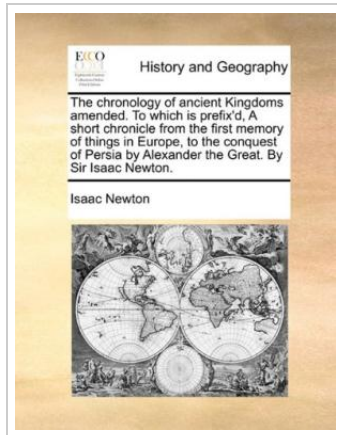 ECCO
History and Geography
The chronology of ancient Kingdoms
amended. To which is prefix'd, A
short chronicle from the first memory
of things in Europe, to the conquest
of Persia by Alexander the Great. By
Sir Isaac Newton.
Isaac Newton